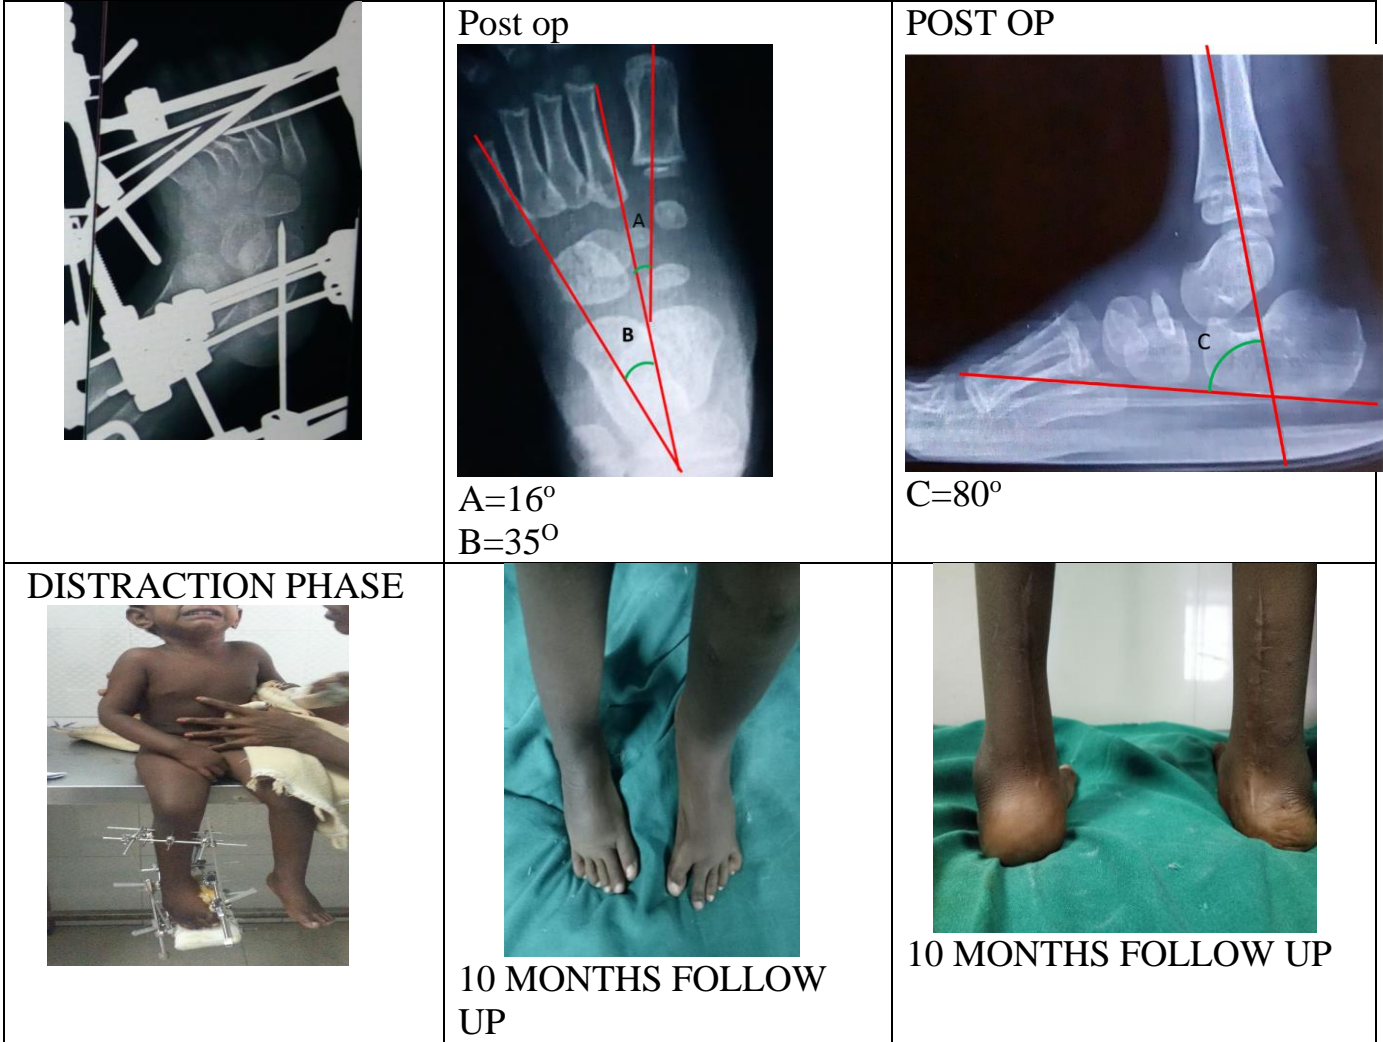 Post op
POST OP
A
B
C
A=16º
B=35ᴼ
C=80º
DISTRACTION PHASE
10 MONTHS FOLLOW
UP
10 MONTHS FOLLOW UP